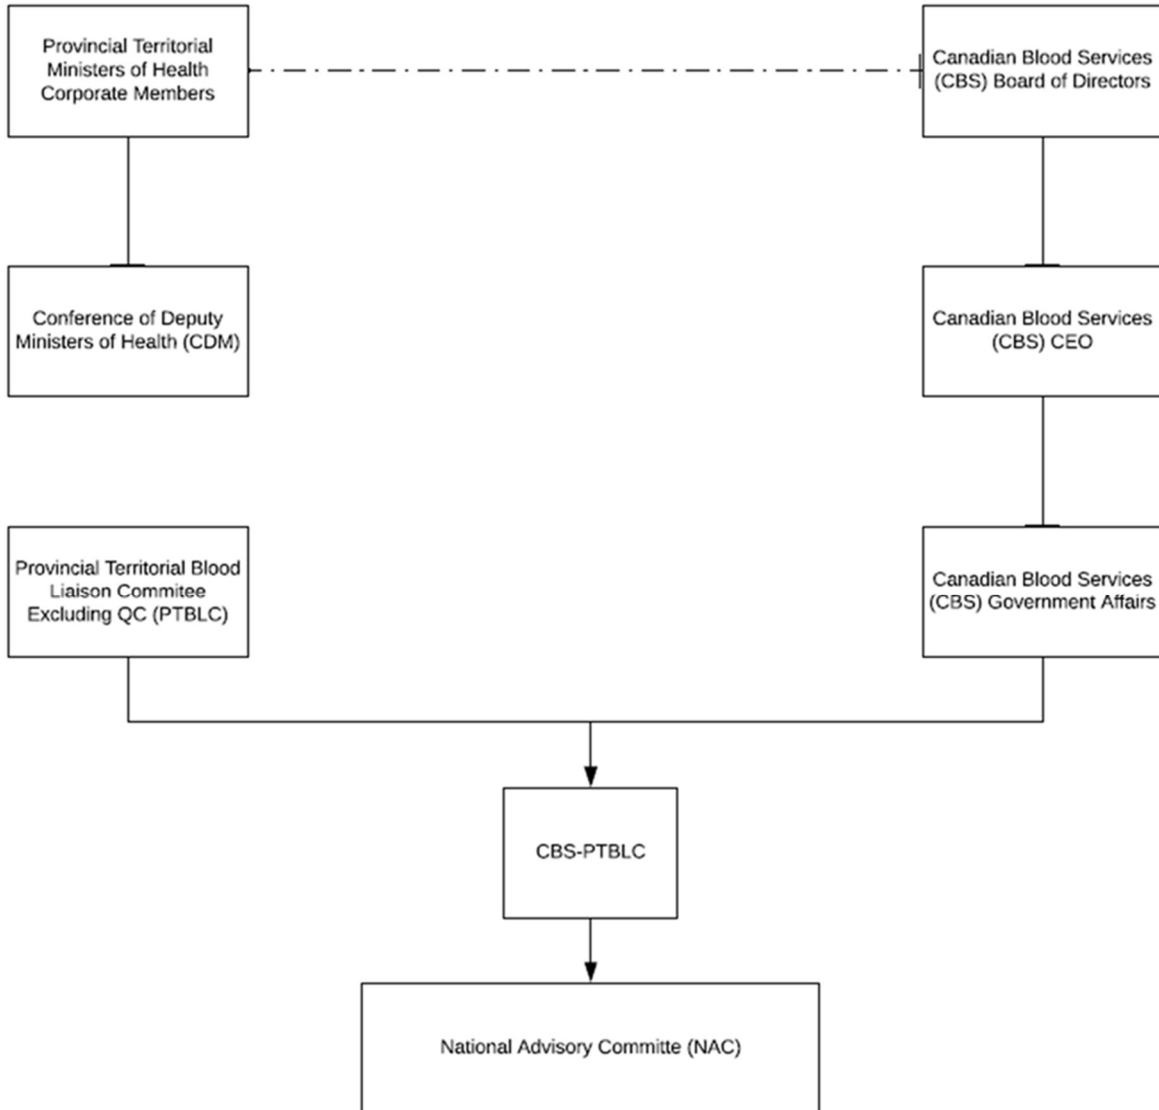 Provincial Territorial
Ministers of Health
Corporate Members
Canadian Blood Services
(CBS) Board of Directors
Conference of Deputy
Ministers of Health (CDM)
Canadian Blood Services
(CBS) CEO
Provincial Territorial Blood
Liaison Commitee
Excluding QC (PTBLC)
Canadian Blood Services
(CBS) Government Affairs
CBS-PTBLC
National Advisory Committe (NAC)